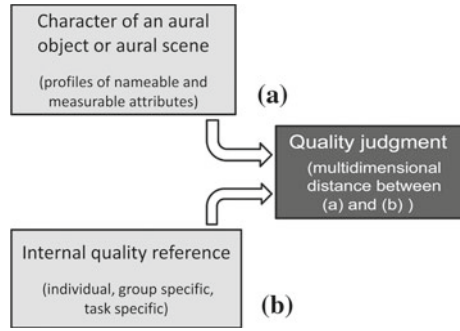 Character of an aural
object or aural scene
(profiles of nameable and
measurable attributes)
(a)
Quality judgment
(multidimensional
distance between
(a) and (b) )
Internal quality reference
(individual, group specific,
task specific)
(b)